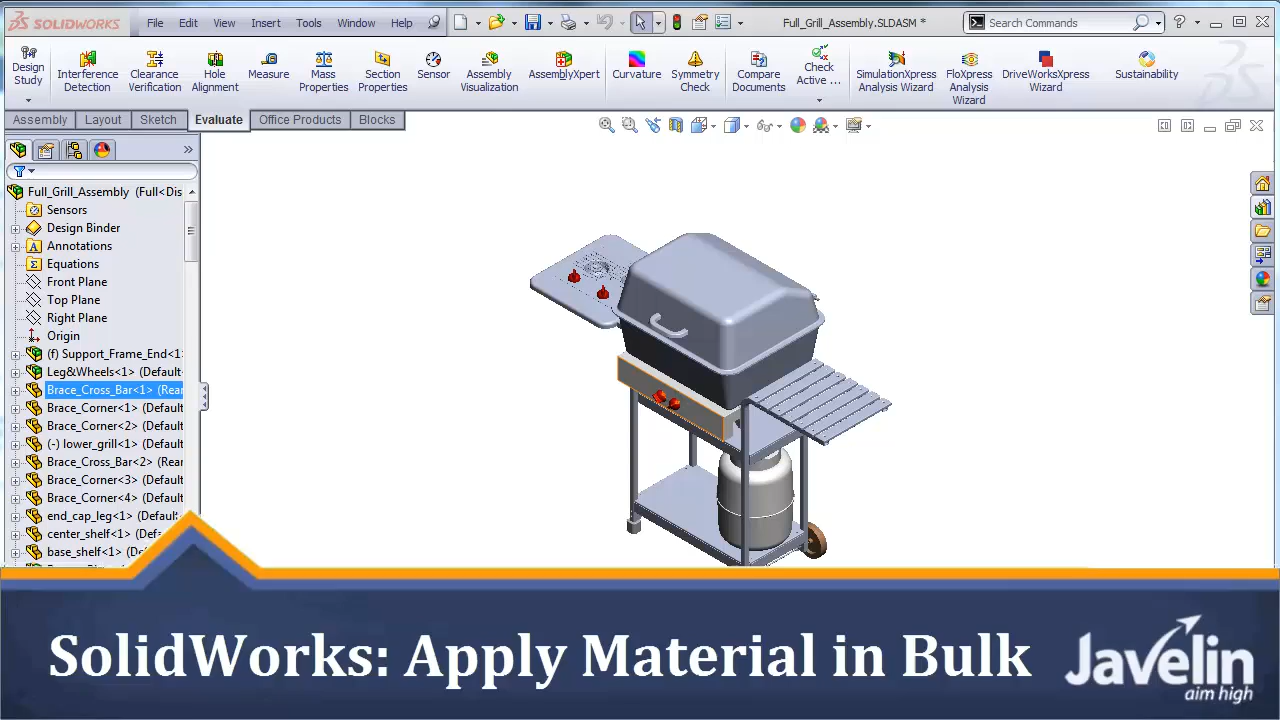 SOLIDWORKS File Edit View Insert Tools Window Help Full_Grill_Assembly.SLDASM * Search Commands
Design Study
Interference Detection
Clearance Verification
Hole Alignment
Measure
Mass Properties
Section Properties
Sensor
Assembly Visualization
AssemblyXpert
Curvature
Symmetry Check
Compare Documents
Check Active ...
SimulationXpress Analysis Wizard
FloXpress Analysis Wizard
DriveWorksXpress Wizard
Sustainability
Assembly Layout Sketch Evaluate Office Products Blocks
Full_Grill_Assembly (Full<Dis
Sensors
Design Binder
Annotations
Equations
Front Plane
Top Plane
Right Plane
Origin
(f) Support_Frame_End<1>
Leg&Wheels<1> (Default
Brace_Cross_Bar<1> (Rear
Brace_Corner<1> (Default
Brace_Corner<2> (Default
(-) lower_grill<1> (Default
Brace_Cross_Bar<2> (Rear
Brace_Corner<3> (Default
Brace_Corner<4> (Default
end_cap_leg<1> (Default
center_shelf<1> (Defa
base_shelf<1> (De
SolidWorks: Apply Material in Bulk
Javelin
aim high